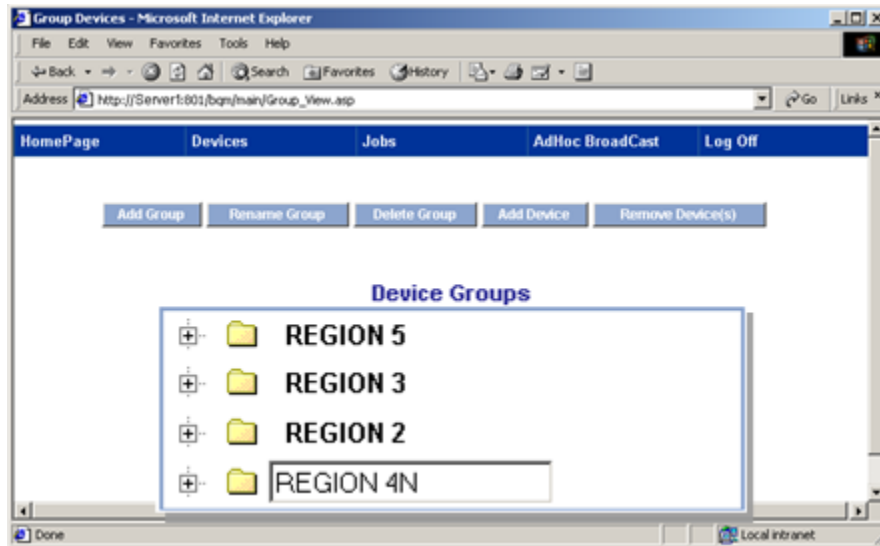 Group Devices - Microsoft Internet Explorer
File Edit View Favorites Tools Help
Back Search Favorites History
Address http://Server1:801/bqm/main/Group_View.asp Go Links
HomePage Devices Jobs AdHoc BroadCast Log Off
Add Group Rename Group Delete Group Add Device Remove Device(s)
Device Groups
REGION 5
REGION 3
REGION 2
REGION 4N
Done Local intranet